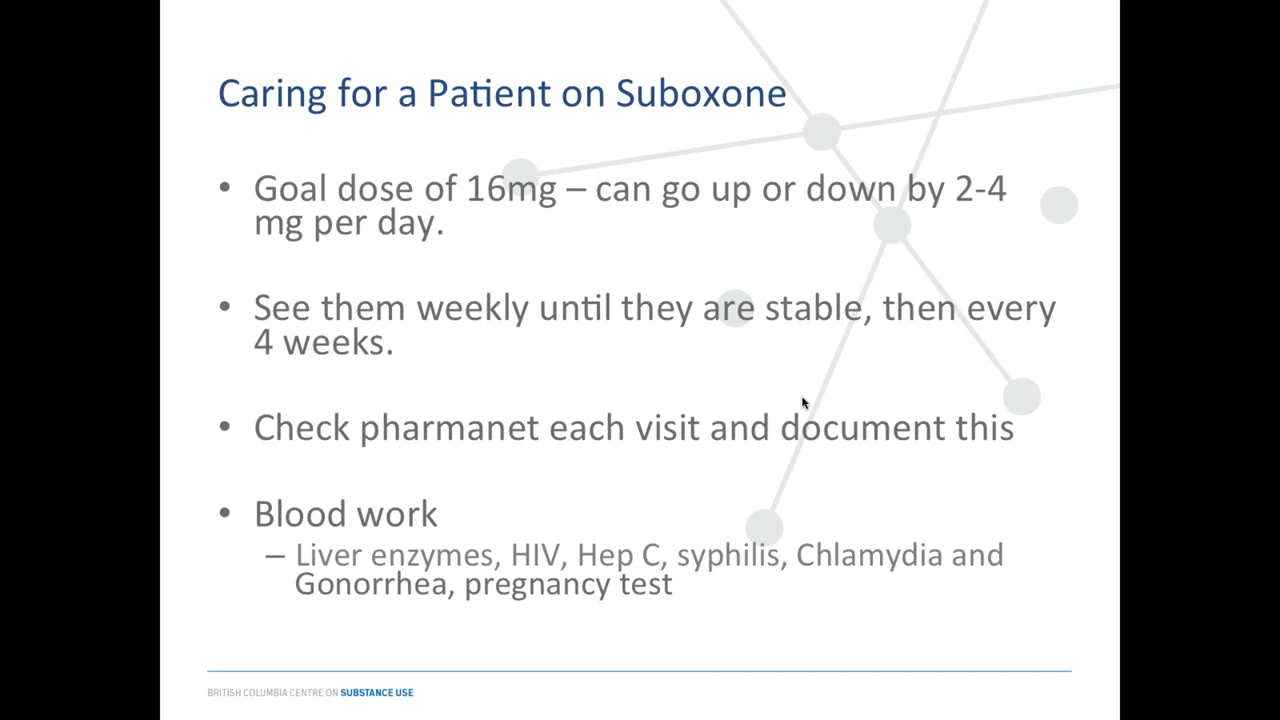 Caring for a Patient on Suboxone
• Goal dose of 16mg – can go up or down by 2-4
mg per day.
• See them weekly until they are stable, then every
4 weeks.
• Check pharmanet each visit and document this
• Blood work
– Liver enzymes, HIV, Hep C, syphilis, Chlamydia and
Gonorrhea, pregnancy test
BRITISH COLUMBIA CENTRE ON SUBSTANCE USE